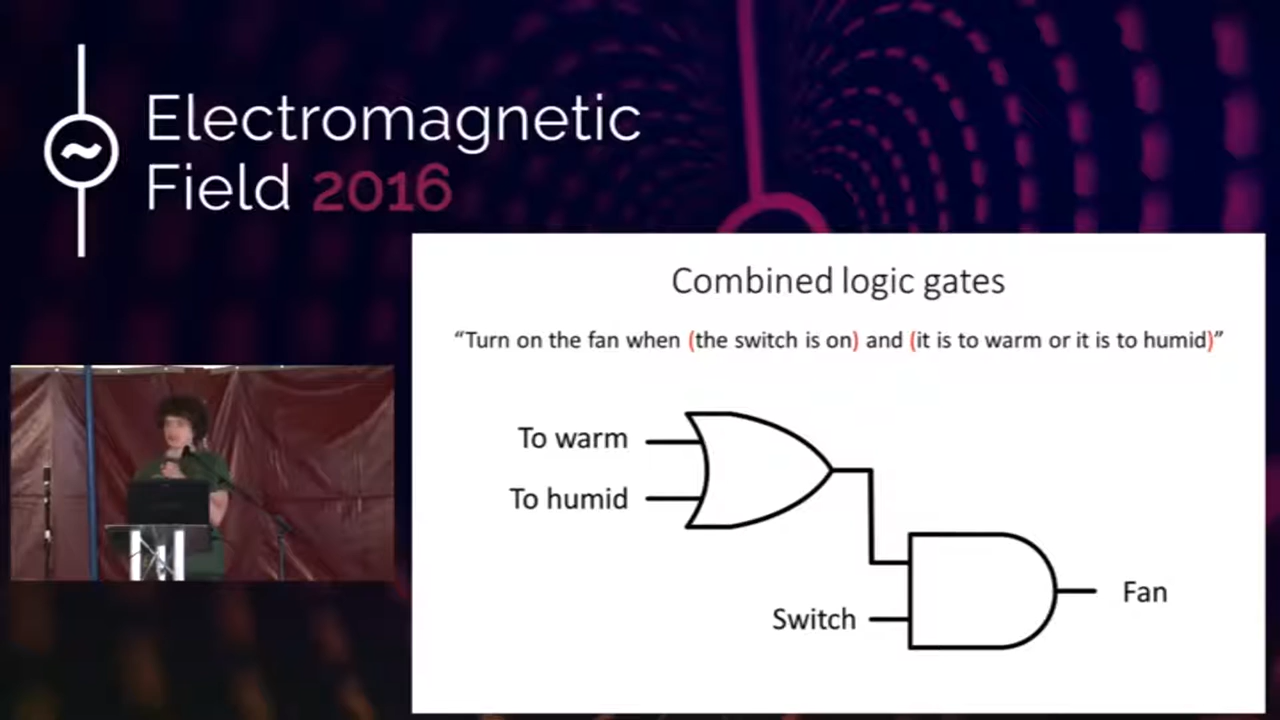 Electromagnetic
Field 2016
Combined logic gates
“Turn on the fan when (the switch is on) and (it is to warm or it is to humid)”
To warm
To humid
Switch
Fan